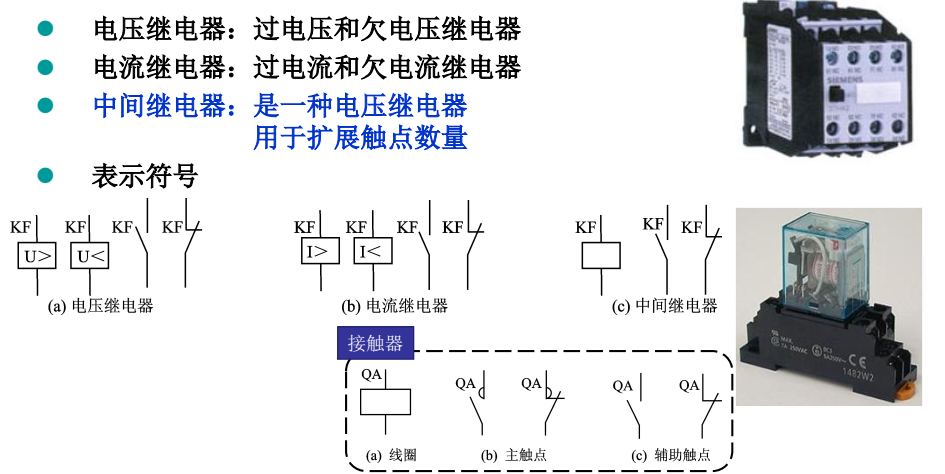 电压继电器：过电压和欠电压继电器
电流继电器：过电流和欠电流继电器
中间继电器：是一种电压继电器
用于扩展触点数量
表示符号
KF KF KF KF
U> U<
(a) 电压继电器
KF KF KF KF
I> I<
(b) 电流继电器
KF KF KF
(c) 中间继电器
接触器
QA QA QA QA QA
(a) 线圈 (b) 主触点 (c) 辅助触点
SIEMENS
MAX.
7A 250VAC
CE
1482W2